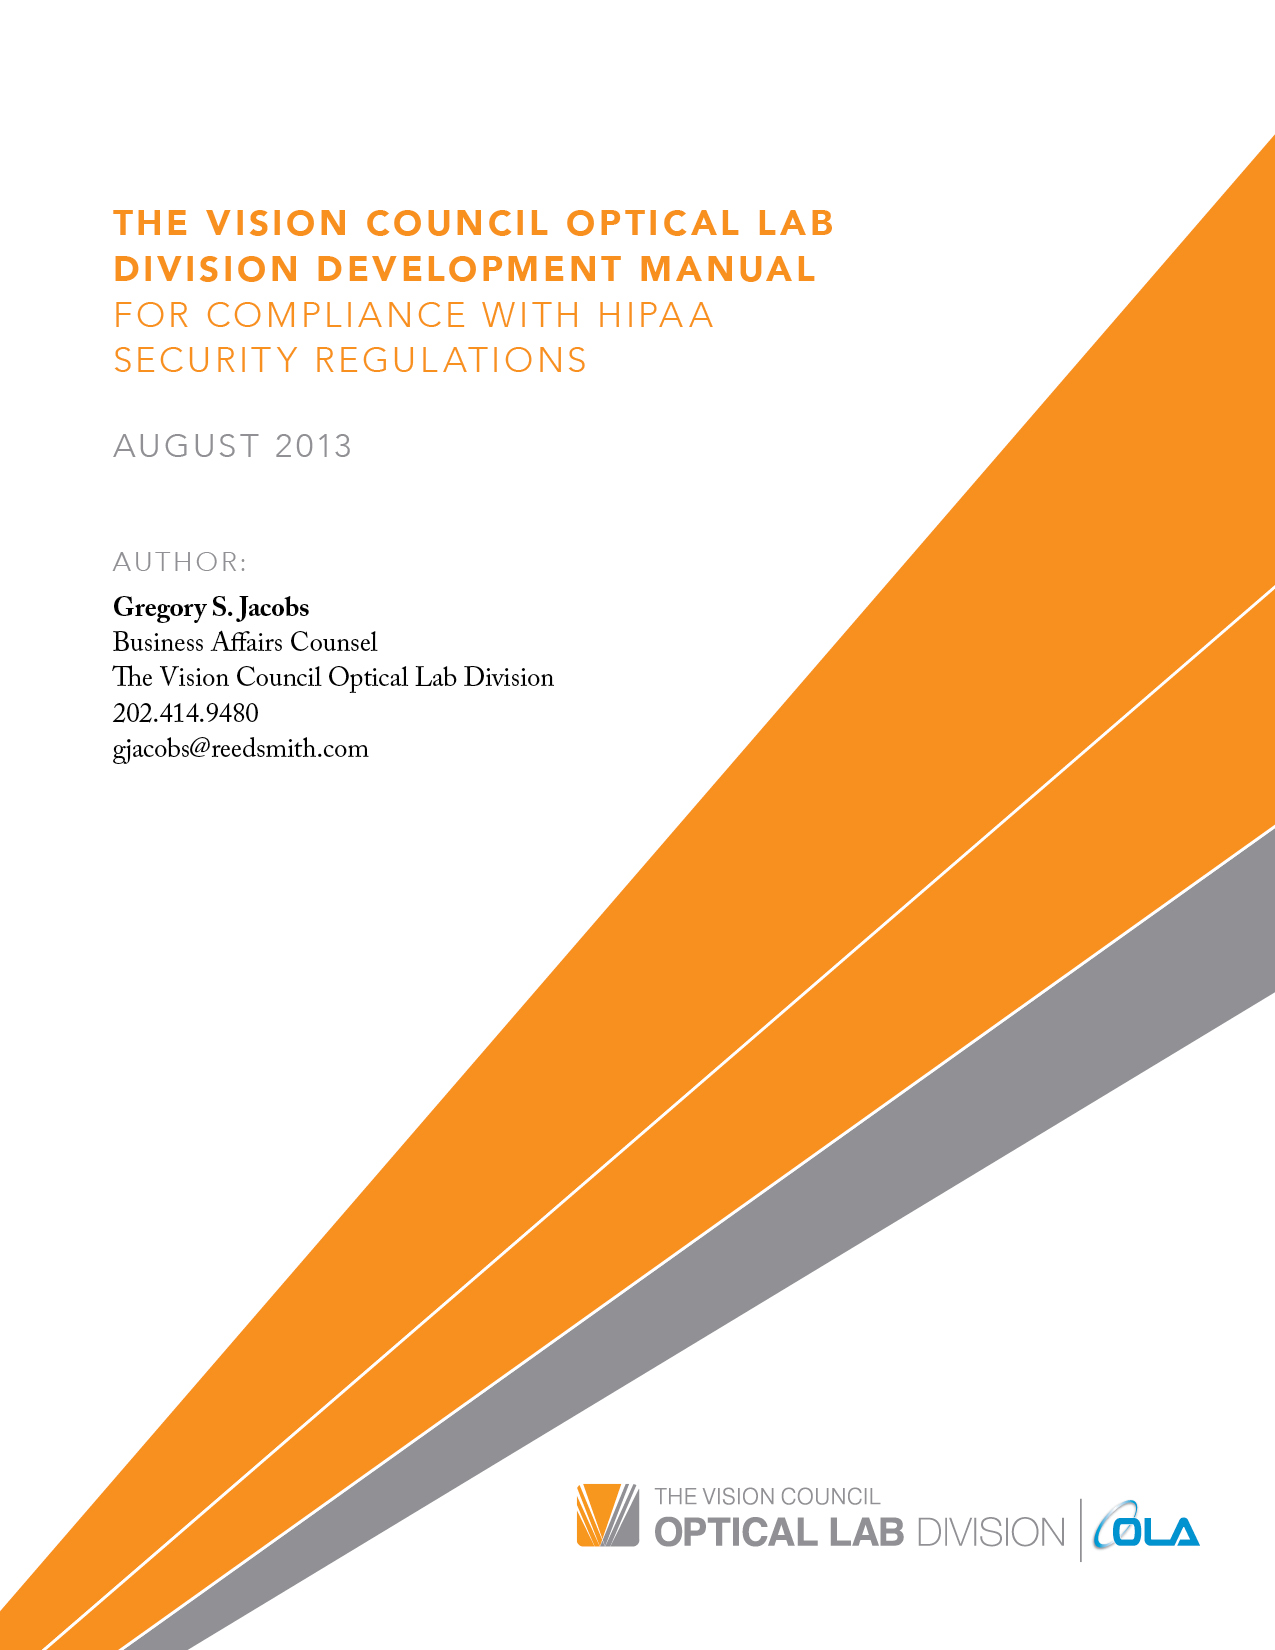 THE VISION COUNCIL OPTICAL LAB
DIVISION DEVELOPMENT MANUAL
FOR COMPLIANCE WITH HIPAA
SECURITY REGULATIONS
AUGUST 2013
AUTHOR:
Gregory S. Jacobs
Business Affairs Counsel
The Vision Council Optical Lab Division
202.414.9480
gjacobs@reedsmith.com
THE VISION COUNCIL
OPTICAL LAB DIVISION
OLA